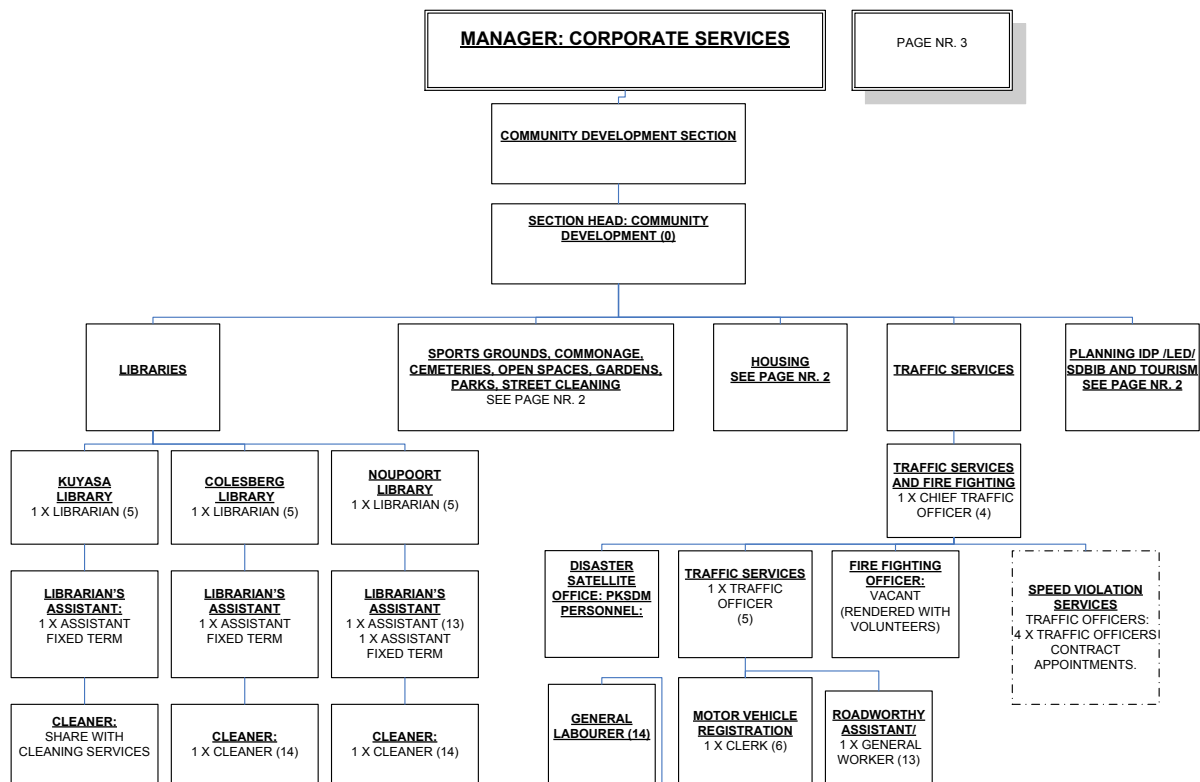 MANAGER: CORPORATE SERVICES
PAGE NR. 3
COMMUNITY DEVELOPMENT SECTION
SECTION HEAD: COMMUNITY
DEVELOPMENT (0)
LIBRARIES
SPORTS GROUNDS, COMMONAGE,
CEMETERIES, OPEN SPACES, GARDENS,
PARKS, STREET CLEANING
SEE PAGE NR. 2
HOUSING
SEE PAGE NR. 2
TRAFFIC SERVICES
PLANNING IDP /LED/
SDBIB AND TOURISM
SEE PAGE NR. 2
KUYASA
LIBRARY
1 X LIBRARIAN (5)
COLESBERG
LIBRARY
1 X LIBRARIAN (5)
NOUPOORT
LIBRARY
1 X LIBRARIAN (5)
TRAFFIC SERVICES
AND FIRE FIGHTING
1 X CHIEF TRAFFIC
OFFICER (4)
LIBRARIAN'S
ASSISTANT:
1 X ASSISTANT
FIXED TERM
LIBRARIAN'S
ASSISTANT
1 X ASSISTANT
FIXED TERM
LIBRARIAN'S
ASSISTANT
1 X ASSISTANT (13)
1 X ASSISTANT
FIXED TERM
DISASTER
SATELLITE
OFFICE: PKSDM
PERSONNEL:
TRAFFIC SERVICES
1 X TRAFFIC
OFFICER
(5)
FIRE FIGHTING
OFFICER:
VACANT
(RENDERED WITH
VOLUNTEERS)
SPEED VIOLATION
SERVICES
TRAFFIC OFFICERS:
4 X TRAFFIC OFFICERS
CONTRACT
APPOINTMENTS.
CLEANER:
SHARE WITH
CLEANING SERVICES
CLEANER:
1 X CLEANER (14)
CLEANER:
1 X CLEANER (14)
GENERAL
LABOURER (14)
MOTOR VEHICLE
REGISTRATION
1 X CLERK (6)
ROADWORTHY
ASSISTANT/
1 X GENERAL
WORKER (13)